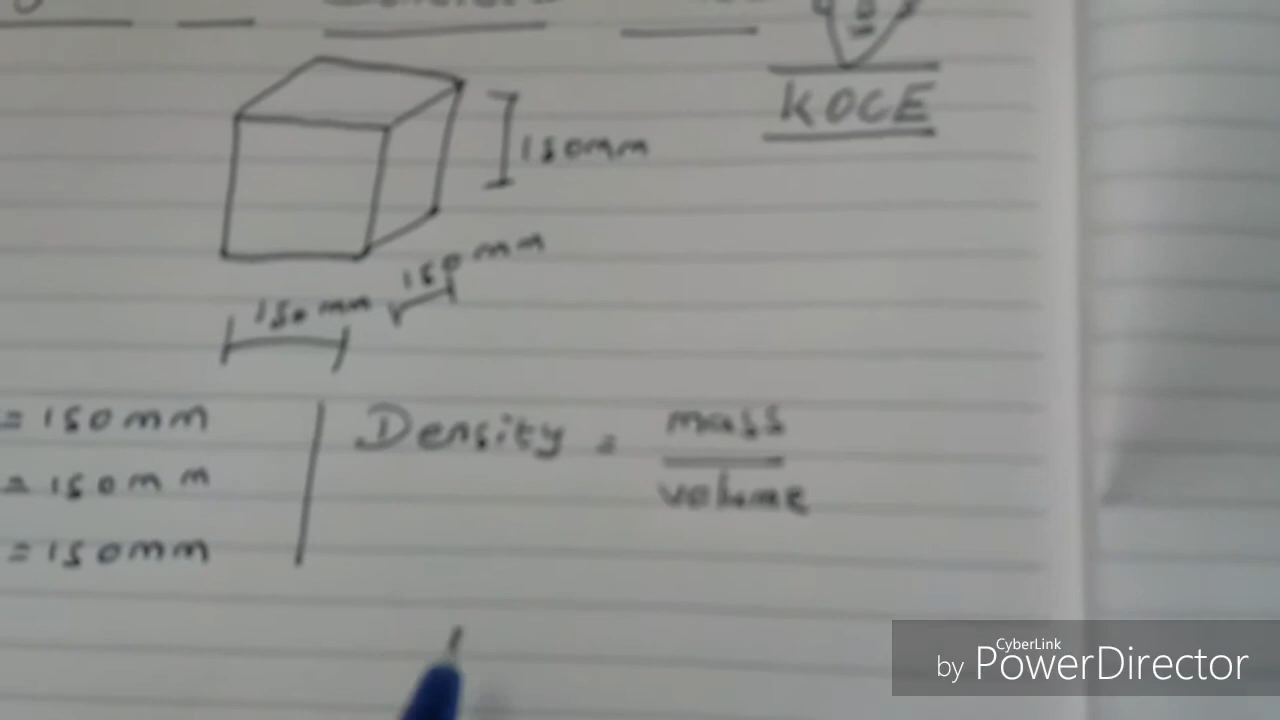 KOCE
150mm
150mm
150mm
= 150mm
= 150mm
= 150mm
Density = mass
volume
CyberLink
by PowerDirector